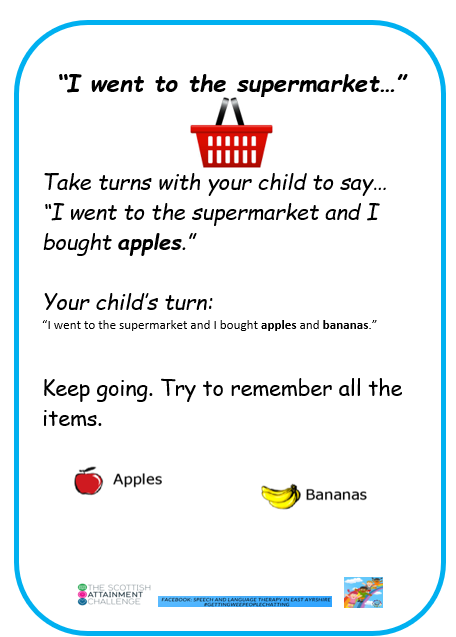 “I went to the supermarket…”
Take turns with your child to say…
“I went to the supermarket and I
bought apples.”
Your child’s turn:
“I went to the supermarket and I bought apples and bananas.”
Keep going. Try to remember all the
items.
Apples
Bananas
THE SCOTTISH
ATTAINMENT
CHALLENGE
FACEBOOK: SPEECH AND LANGUAGE THERAPY IN EAST AYRSHIRE
#GETTINGWEEPEOPLECHATTING